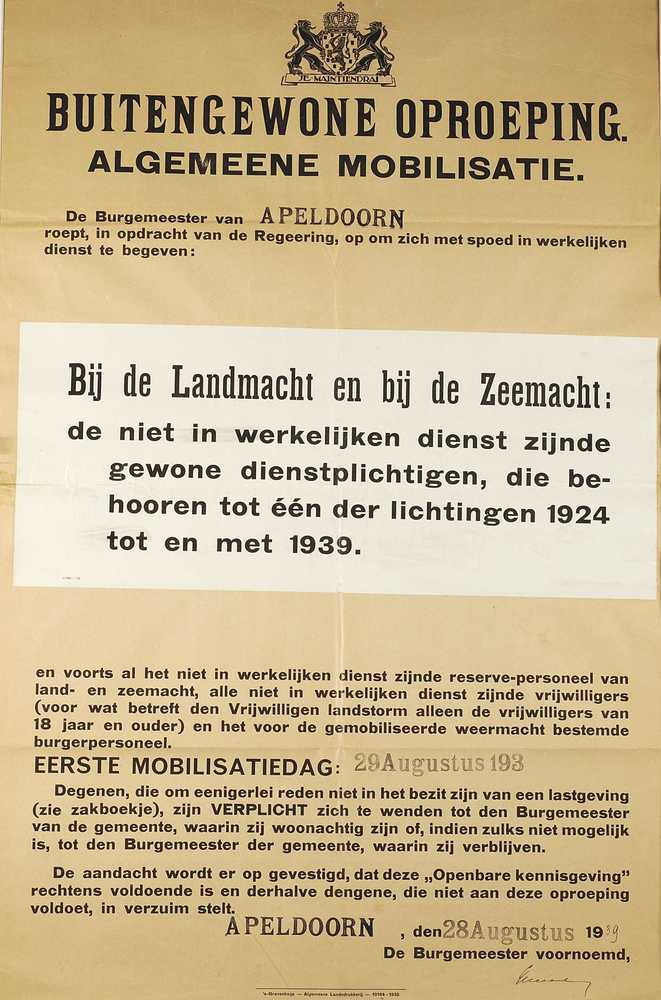 JE·MAINTIENDRAI
BUITENGEWONE OPROEPING.
ALGEMEENE MOBILISATIE.
De Burgemeester van APELDOORN
roept, in opdracht van de Regeering, op om zich met spoed in werkelijken
dienst te begeven:
Bij de Landmacht en bij de Zeemacht:
de niet in werkelijken dienst zijnde
gewone dienstplichtigen, die be-
hooren tot één der lichtingen 1924
tot en met 1939.
en voorts al het niet in werkelijken dienst zijnde reserve-personeel van
land- en zeemacht, alle niet in werkelijken dienst zijnde vrijwilligers
(voor wat betreft den Vrijwilligen landstorm alleen de vrijwilligers van
18 jaar en ouder) en het voor de gemobiliseerde weermacht bestemde
burgerpersoneel.
EERSTE MOBILISATIEDAG: 29 Augustus 193
Degenen, die om eenigerlei reden niet in het bezit zijn van een lastgeving
(zie zakboekje), zijn VERPLICHT zich te wenden tot den Burgemeester
van de gemeente, waarin zij woonachtig zijn of, indien zulks niet mogelijk
is, tot den Burgemeester der gemeente, waarin zij verblijven.
De aandacht wordt er op gevestigd, dat deze „Openbare kennisgeving”
rechtens voldoende is en derhalve dengene, die niet aan deze oproeping
voldoet, in verzuim stelt.
APELDOORN , den 28 Augustus 1939
De Burgemeester voornoemd,
's-Gravenhage — Algemeene Landsdrukkerij —